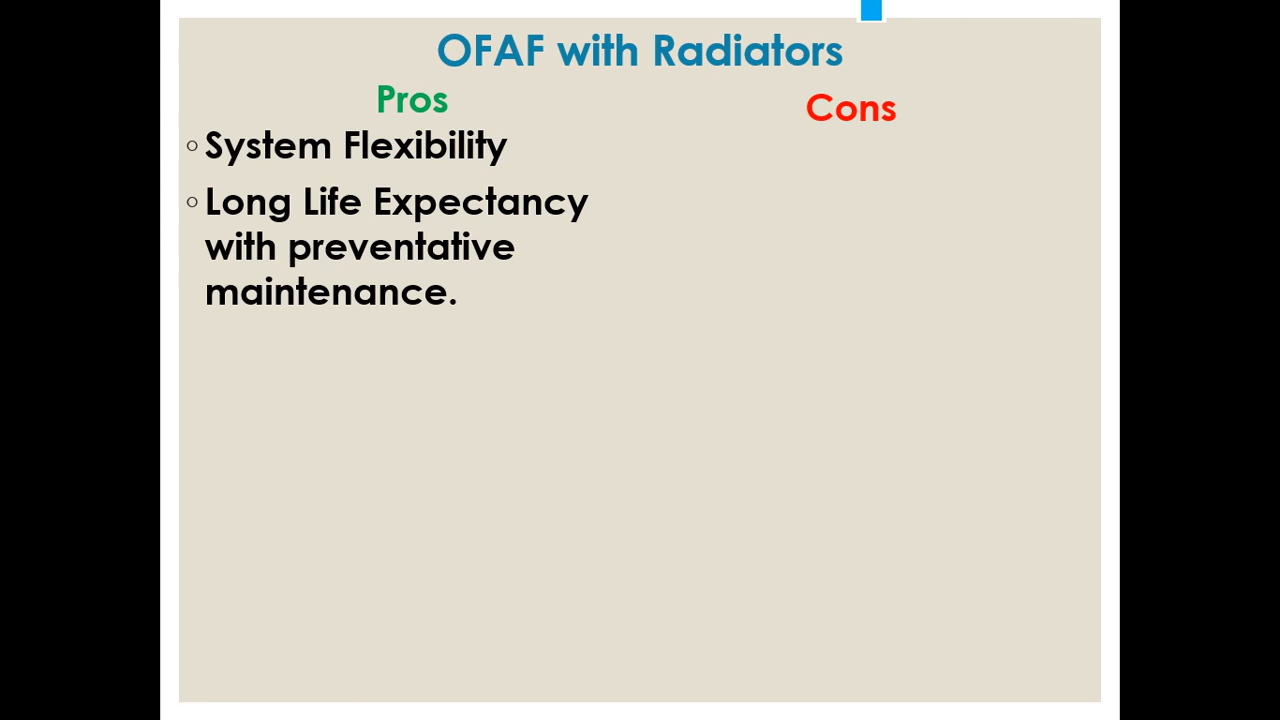 OFAF with Radiators
Pros
Cons
◦ System Flexibility
◦ Long Life Expectancy
with preventative
maintenance.